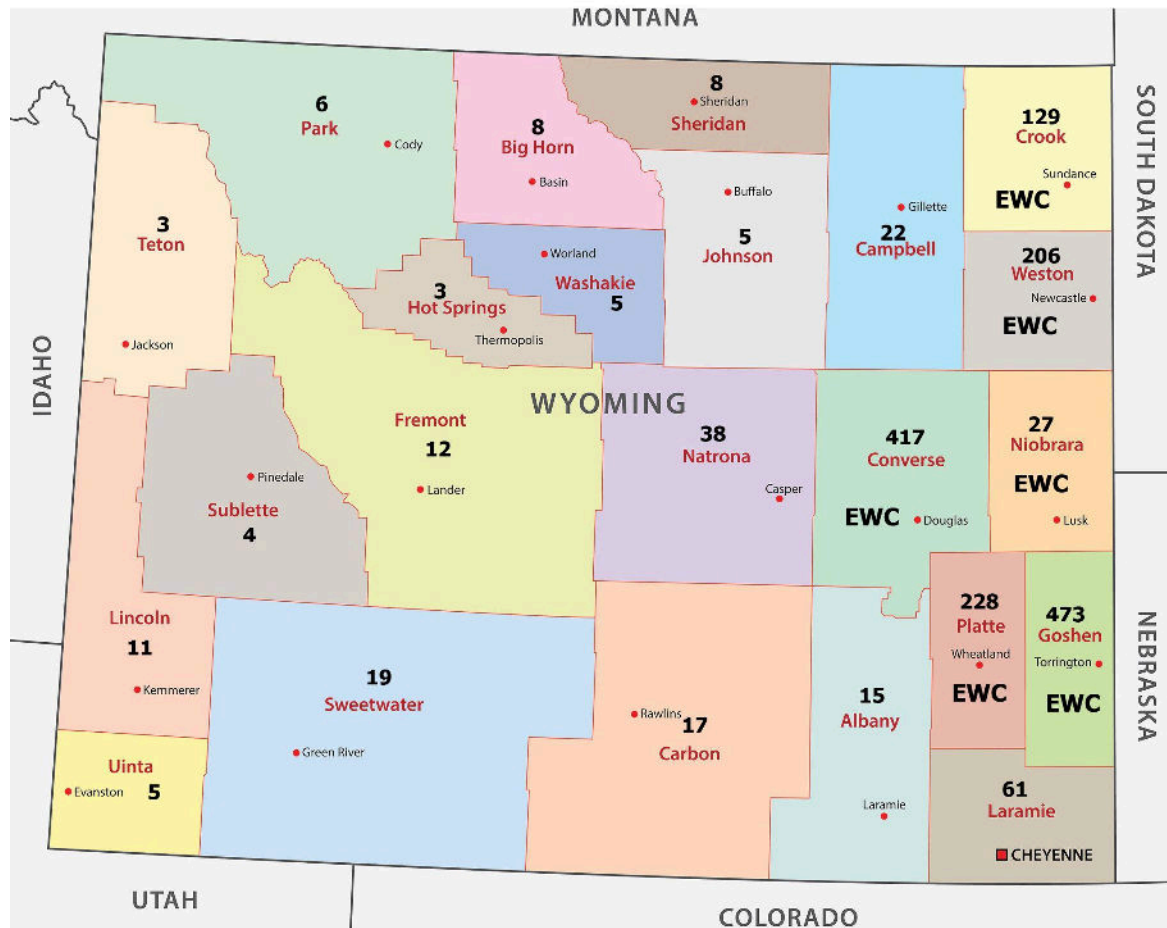 MONTANA
6
Park
Cody
8
Big Horn
Basin
8
Sheridan
Sheridan
129
Crook
Sundance
EWC
SOUTH DAKOTA
3
Teton
Jackson
Buffalo
5
Johnson
Gillette
22
Campbell
206
Weston
Newcastle
EWC
Worland
Washakie
5
3
Hot Springs
Thermopolis
IDAHO
WYOMING
Fremont
12
Lander
38
Natrona
Casper
417
Converse
EWC
Douglas
27
Niobrara
EWC
Lusk
Pinedale
Sublette
4
Lincoln
11
Kemmerer
19
Sweetwater
Green River
Rawlins
17
Carbon
15
Albany
Laramie
228
Platte
Wheatland
EWC
473
Goshen
Torrington
EWC
NEBRASKA
Uinta
Evanston
5
61
Laramie
CHEYENNE
UTAH
COLORADO